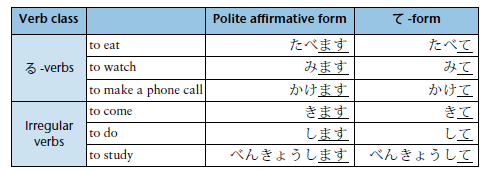 Verb class Polite affirmative form て -form
る -verbs
to eat たべます たべて
to watch みます みて
to make a phone call かけます かけて
Irregular verbs
to come きます きて
to do します して
to study べんきょうします べんきょうして